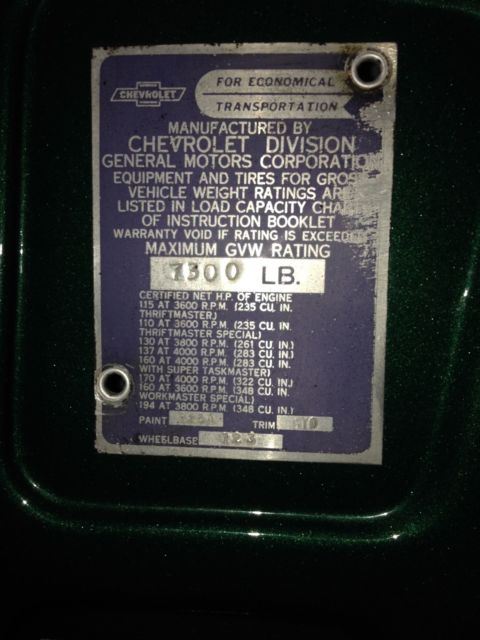 CHEVROLET
FOR ECONOMICAL
TRANSPORTATION
MANUFACTURED BY
CHEVROLET DIVISION
GENERAL MOTORS CORPORATION
EQUIPMENT AND TIRES FOR GROSS
VEHICLE WEIGHT RATINGS ARE
LISTED IN LOAD CAPACITY CHART
OF INSTRUCTION BOOKLET
WARRANTY VOID IF RATING IS EXCEEDED
MAXIMUM GVW RATING
7300 LB.
CERTIFIED NET H.P. OF ENGINE
115 AT 3600 R.P.M. (235 CU. IN.
THRIFTMASTER)
110 AT 3600 R.P.M. (235 CU. IN.
THRIFTMASTER SPECIAL)
130 AT 3800 R.P.M. (261 CU. IN.)
137 AT 4000 R.P.M. (283 CU. IN.)
160 AT 4000 R.P.M. (283 CU. IN.
WITH SUPER TASKMASTER)
170 AT 4000 R.P.M. (322 CU. IN.)
160 AT 3600 R.P.M. (348 CU. IN.
WORKMASTER SPECIAL)
194 AT 3800 R.P.M. (348 CU. IN.)
PAINT TRIM STD
WHEELBASE 123